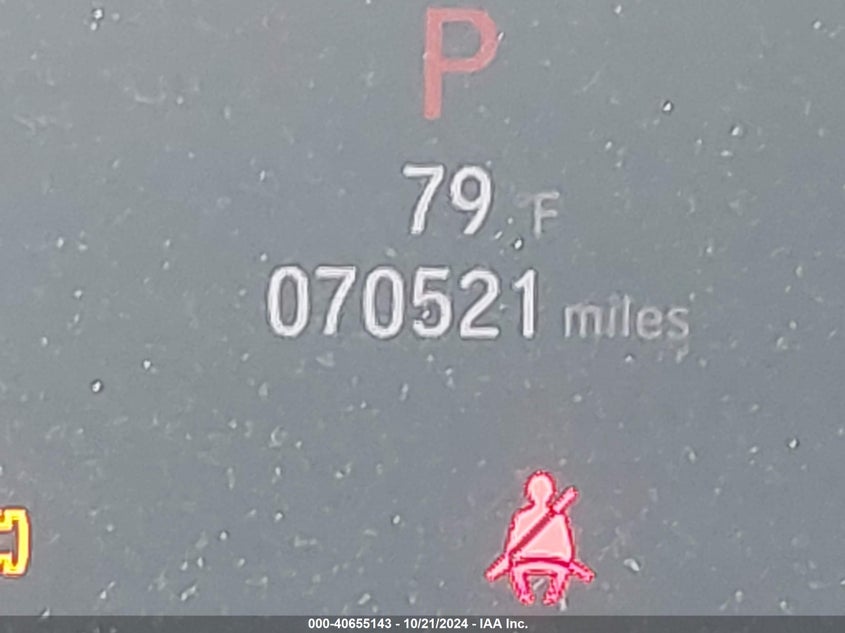 P
79 °F
070521 miles
000-40655143 - 10/21/2024 - IAA Inc.